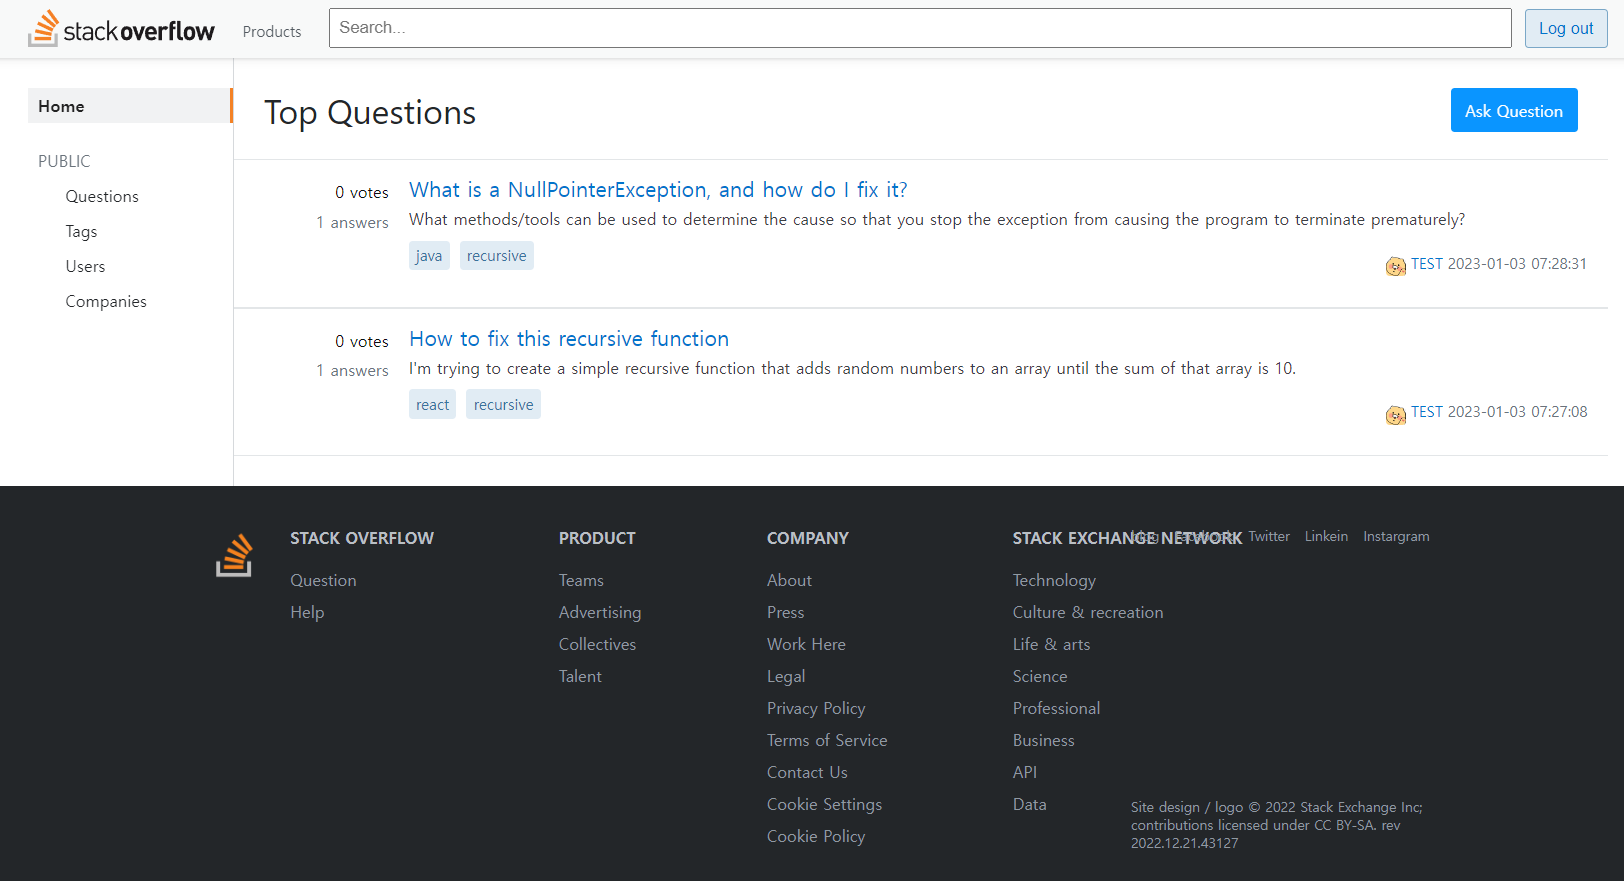 stack overflow
Products
Search...
Log out
Home
PUBLIC
Questions
Tags
Users
Companies
Top Questions
Ask Question
0 votes
1 answers
What is a NullPointerException, and how do I fix it?
What methods/tools can be used to determine the cause so that you stop the exception from causing the program to terminate prematurely?
java recursive
TEST 2023-01-03 07:28:31
0 votes
1 answers
How to fix this recursive function
I'm trying to create a simple recursive function that adds random numbers to an array until the sum of that array is 10.
react recursive
TEST 2023-01-03 07:27:08
STACK OVERFLOW
Question
Help
PRODUCT
Teams
Advertising
Collectives
Talent
COMPANY
About
Press
Work Here
Legal
Privacy Policy
Terms of Service
Contact Us
Cookie Settings
Cookie Policy
STACK EXCHANGE NETWORK
Technology
Culture & recreation
Life & arts
Science
Professional
Business
API
Data
Twitter Linkein Instargram
Site design / logo © 2022 Stack Exchange Inc;
contributions licensed under CC BY-SA. rev
2022.12.21.43127